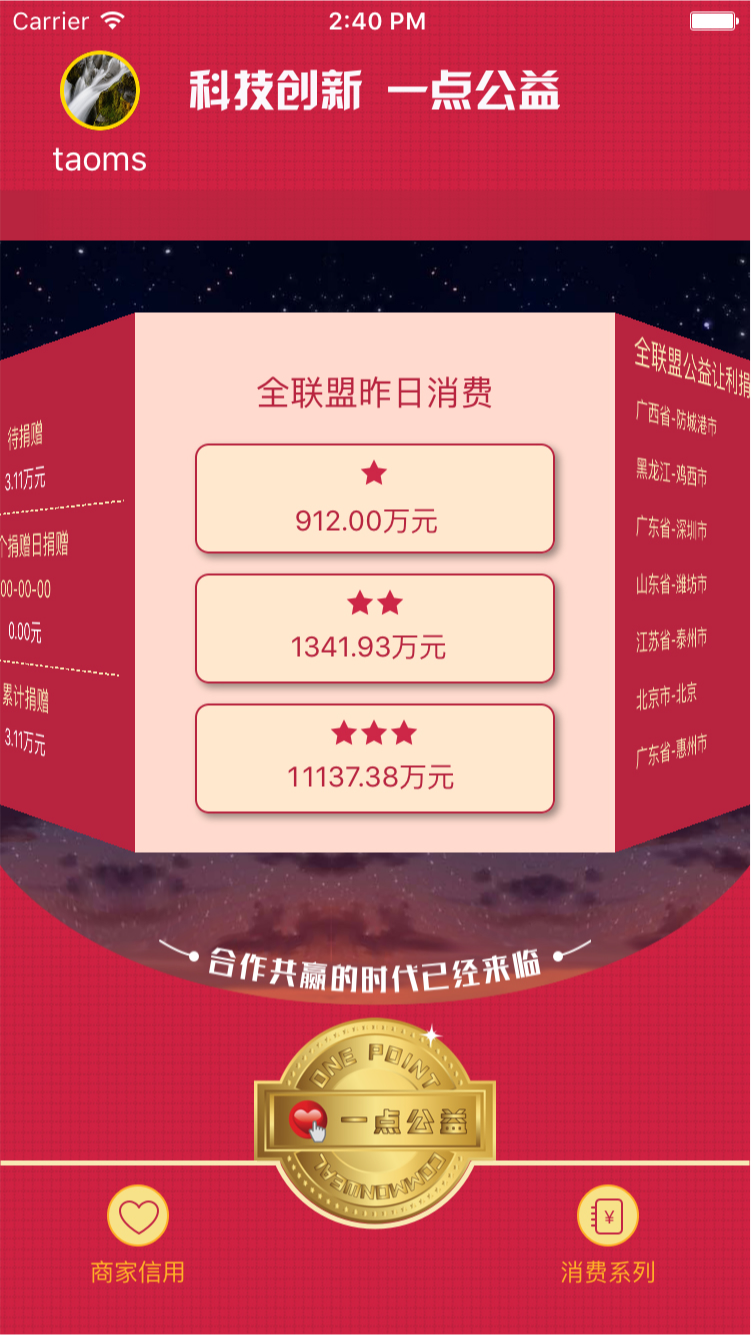 Carrier
2:40 PM
科技创新 一点公益
taoms
待捐赠
3.11万元
个捐赠日捐赠
00-00-00
0.00元
累计捐赠
3.11万元
全联盟昨日消费
912.00万元
1341.93万元
11137.38万元
全联盟公益让利捐
广西省-防城港市
黑龙江-鸡西市
广东省-深圳市
山东省-潍坊市
江苏省-泰州市
北京市-北京
广东省-惠州市
合作共赢的时代已经来临
ONE POINT
一点公益
COMMONWEAL
商家信用
¥
消费系列